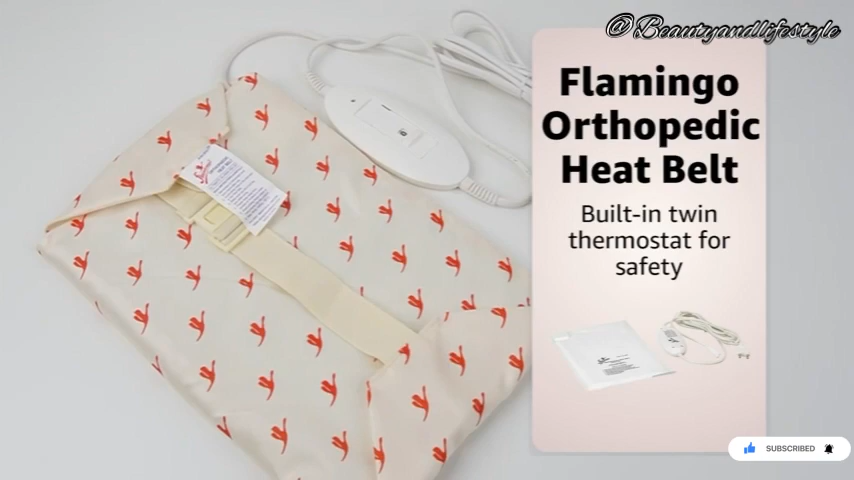 @Beautyandlifestyle
Flamingo
Orthopedic
Heat Belt
Built-in twin
thermostat for
safety
SUBSCRIBED